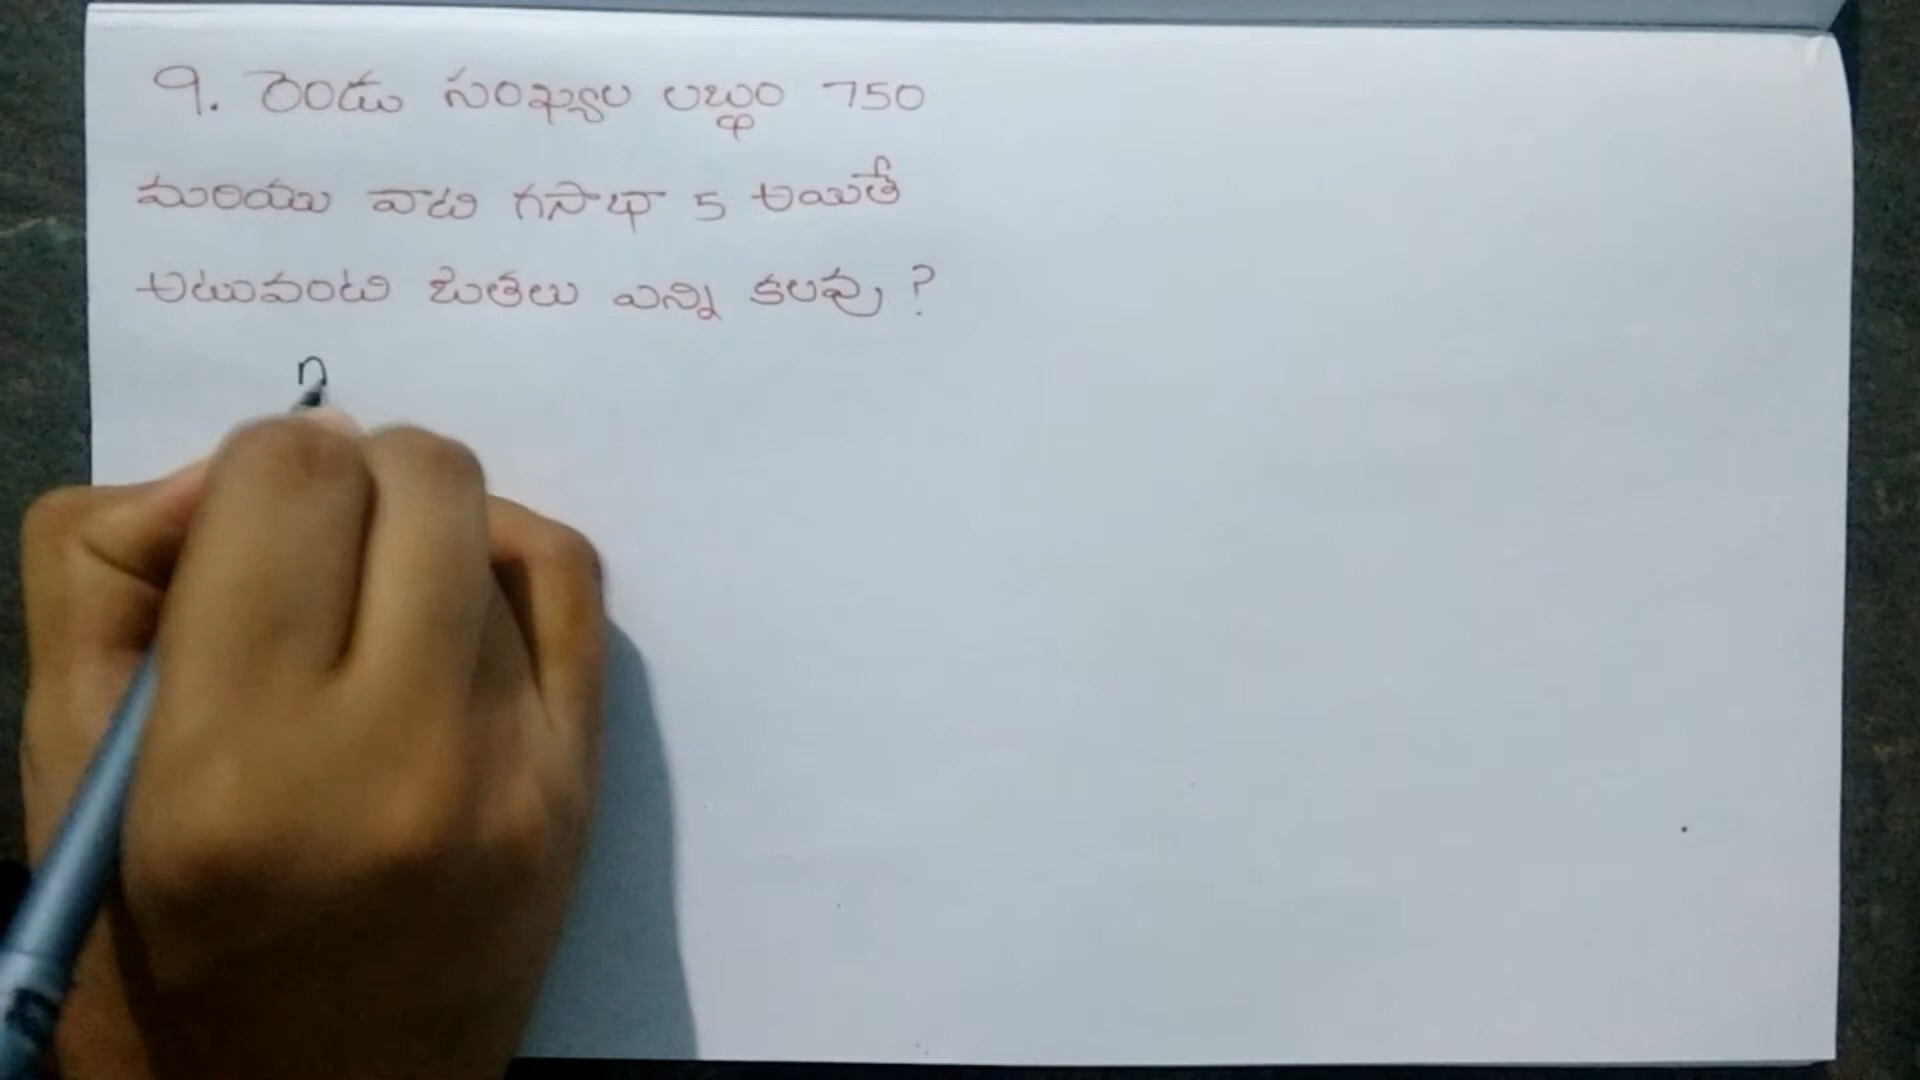 9. రెండు సంఖ్యల లబ్ధం 750
మరియు వాటి గసాభా 5 అయితే
అటువంటి జతలు ఎన్ని కలవు ?